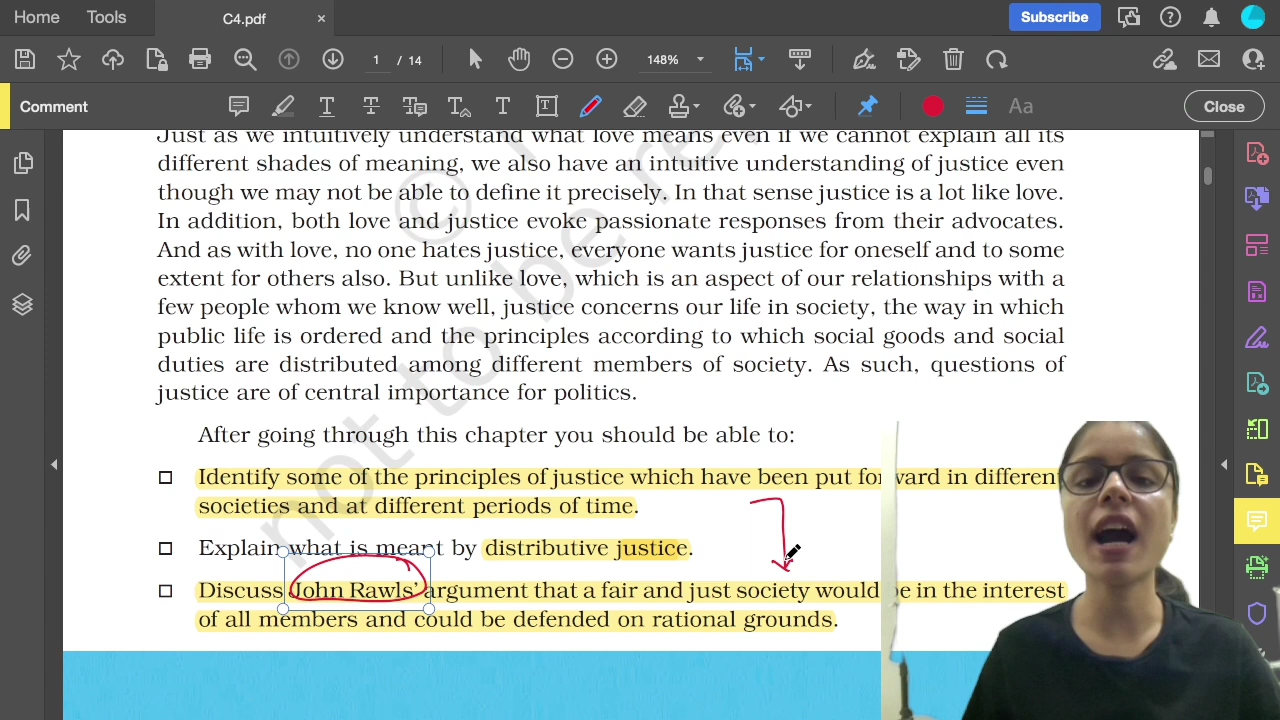 Home Tools C4.pdf × Subscribe
1 / 14 148%
Comment Close
Just as we intuitively understand what love means even if we cannot explain all its
different shades of meaning, we also have an intuitive understanding of justice even
though we may not be able to define it precisely. In that sense justice is a lot like love.
In addition, both love and justice evoke passionate responses from their advocates.
And as with love, no one hates justice, everyone wants justice for oneself and to some
extent for others also. But unlike love, which is an aspect of our relationships with a
few people whom we know well, justice concerns our life in society, the way in which
public life is ordered and the principles according to which social goods and social
duties are distributed among different members of society. As such, questions of
justice are of central importance for politics.
After going through this chapter you should be able to:
Identify some of the principles of justice which have been put forward in different
societies and at different periods of time.
Explain what is meant by distributive justice.
Discuss John Rawls' argument that a fair and just society would be in the interest
of all members and could be defended on rational grounds.
© 
not to be re